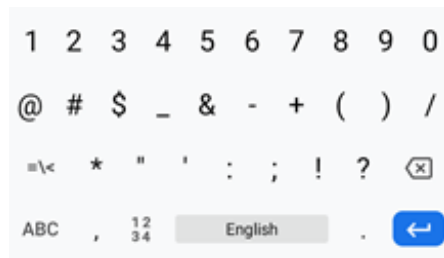 1 2 3 4 5 6 7 8 9 0
@ # $ _ & - + ( ) /
=\< * " ' : ; ! ?
ABC , 12 34 English .